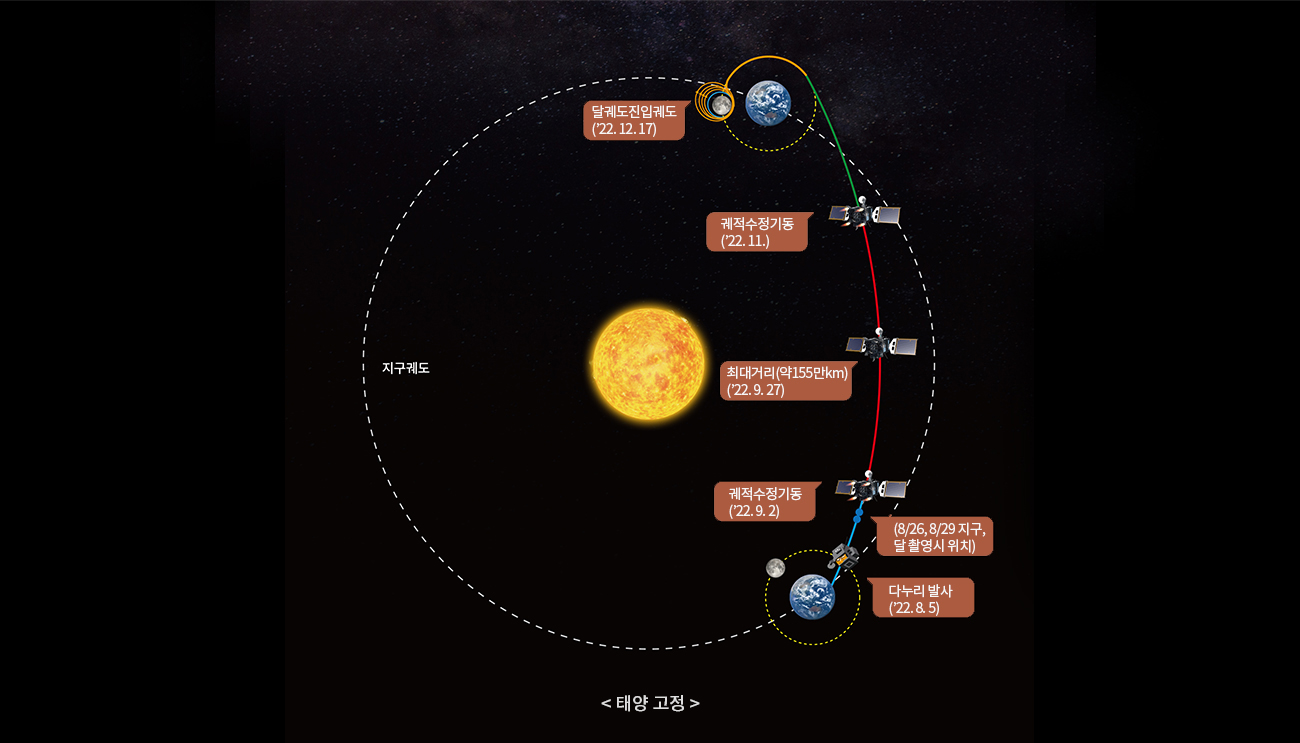 달궤도진입궤도
('22. 12. 17)
궤적수정기동
('22. 11.)
지구궤도
최대거리(약155만km)
('22. 9. 27)
궤적수정기동
('22. 9. 2)
(8/26, 8/29 지구,
달 촬영시 위치)
다누리 발사
('22. 8. 5)
< 태양 고정 >